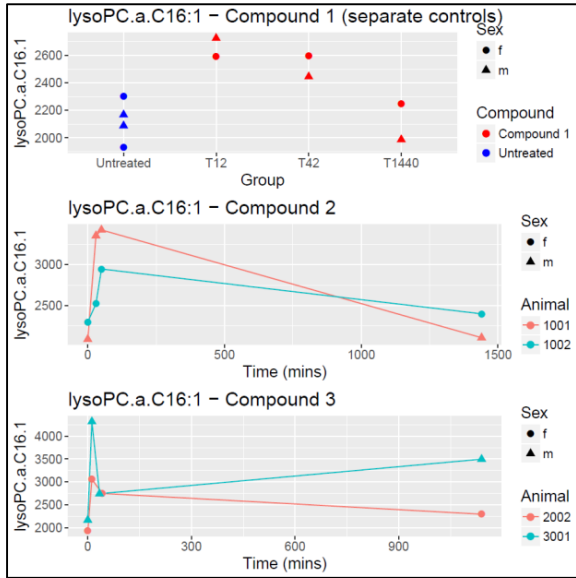 lysoPC.a.C16:1 − Compound 1 (separate controls)
lysoPC.a.C16.1
2600
2400
2200
2000
Untreated T12 T42 T1440
Group
Sex
f
m
Compound
Compound 1
Untreated
lysoPC.a.C16:1 − Compound 2
lysoPC.a.C16.1
3000
2500
0 500 1000 1500
Time (mins)
Sex
f
m
Animal
1001
1002
lysoPC.a.C16:1 − Compound 3
lysoPC.a.C16.1
4000
3500
3000
2500
2000
0 300 600 900
Time (mins)
Sex
f
m
Animal
2002
3001